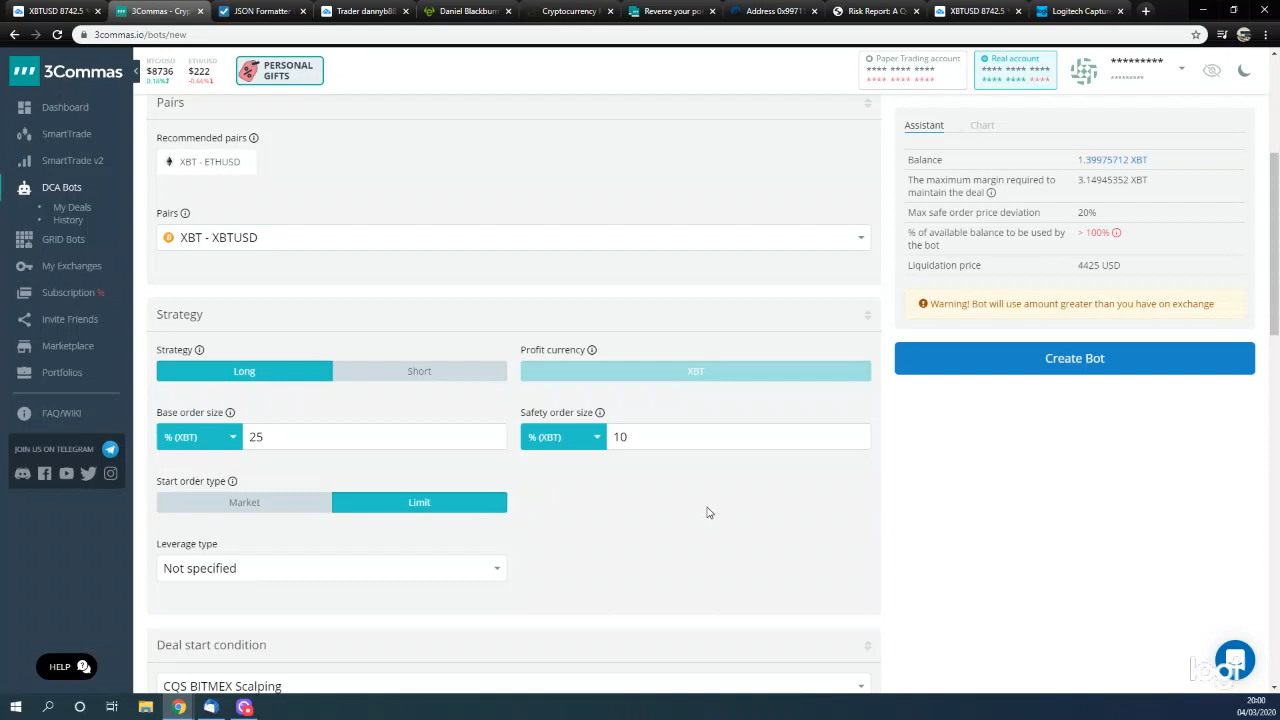 XBTUSD 8742.5
3Commas - Cryp
JSON Formatter
Trader danny8
Daniel Blackburn
Cryptocurrency
Reverse your po
Address 0x9971
Risk Report: A Q
XBTUSD 8742.5
Logitech Captur
3commas.io/bots/new
3Commas
BTC/USD
$8736
0.18%
ETH/USD
$222
-0.66%
PERSONAL
GIFTS
Paper Trading account
**** **** ****
**** **** ****
Real account
**** **** ****
**** **** ****
*********
*********
Dashboard
SmartTrade
SmartTrade v2
DCA Bots
My Deals
History
GRID Bots
My Exchanges
Subscription %
Invite Friends
Marketplace
Portfolios
FAQ/WIKI
JOIN US ON TELEGRAM
HELP
Pairs
Recommended pairs
XBT - ETHUSD
Pairs
XBT - XBTUSD
Strategy
Strategy
Long Short
Profit currency
XBT
Base order size
% (XBT) 25
Safety order size
% (XBT) 10
Start order type
Market Limit
Leverage type
Not specified
Deal start condition
CQS BITMEX Scalping
Assistant Chart
Balance 1.39975712 XBT
The maximum margin required to
maintain the deal 3.14945352 XBT
Max safe order price deviation 20%
% of available balance to be used by
the bot > 100%
Liquidation price 4425 USD
Warning! Bot will use amount greater than you have on exchange
Create Bot
logi
20:00
04/03/2020